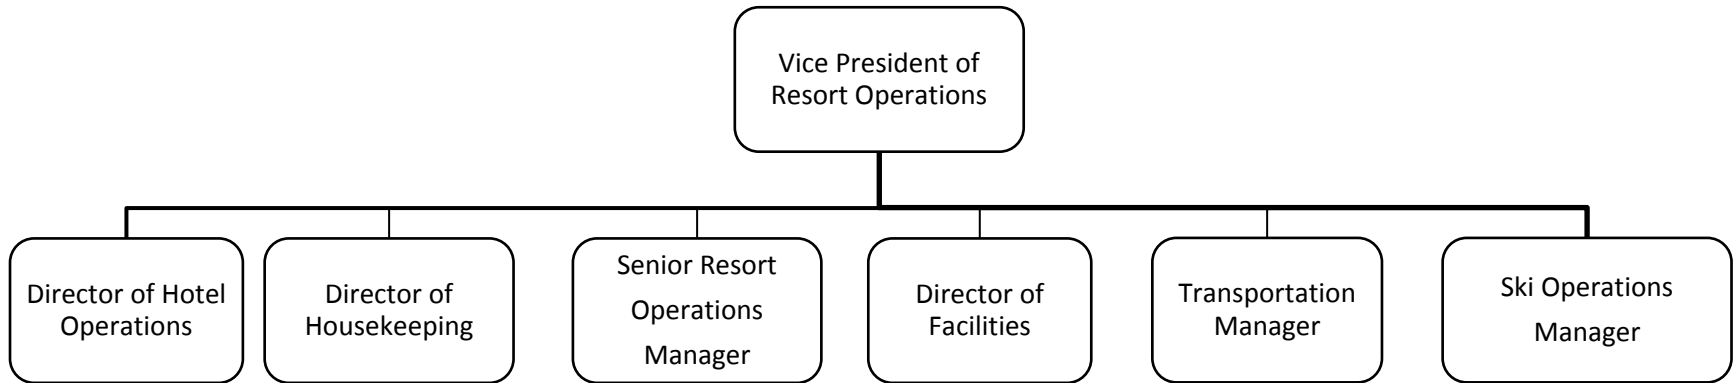 Vice President of
Resort Operations
Director of Hotel
Operations
Director of
Housekeeping
Senior Resort
Operations
Manager
Director of
Facilities
Transportation
Manager
Ski Operations
Manager